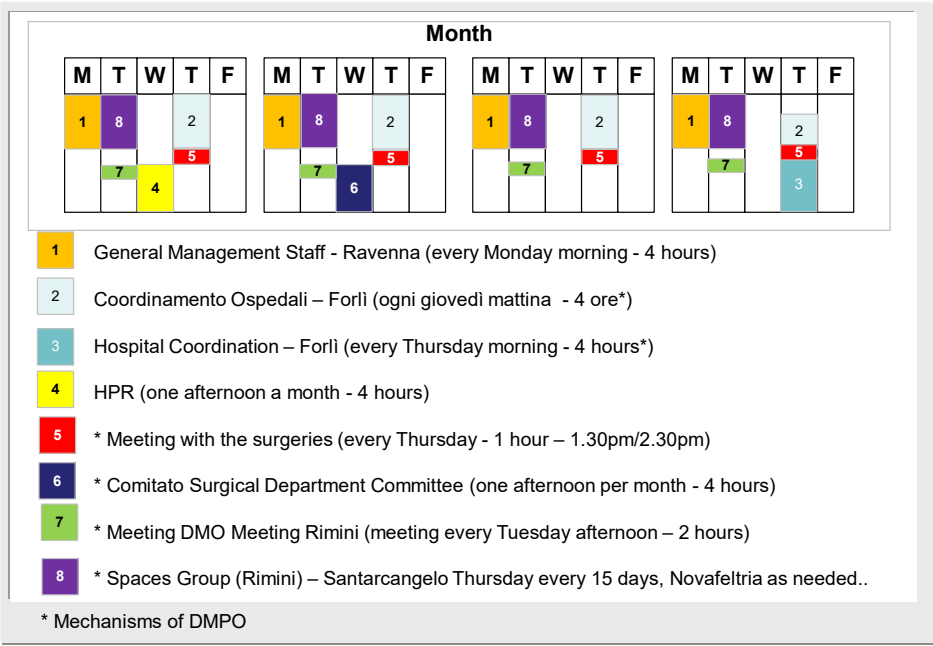 Month
M T W T F M T W T F M T W T F M T W T F
1 8 2 1 8 2 1 8 2 1 8 2
5 5 5 5
7 4 7 6 7 7 3
1 General Management Staff - Ravenna (every Monday morning - 4 hours)
2 Coordinamento Ospedali – Forlì (ogni giovedì mattina - 4 ore*)
3 Hospital Coordination – Forlì (every Thursday morning - 4 hours*)
4 HPR (one afternoon a month - 4 hours)
5 * Meeting with the surgeries (every Thursday - 1 hour – 1.30pm/2.30pm)
6 * Comitato Surgical Department Committee (one afternoon per month - 4 hours)
7 * Meeting DMO Meeting Rimini (meeting every Tuesday afternoon – 2 hours)
8 * Spaces Group (Rimini) – Santarcangelo Thursday every 15 days, Novafeltria as needed..
* Mechanisms of DMPO